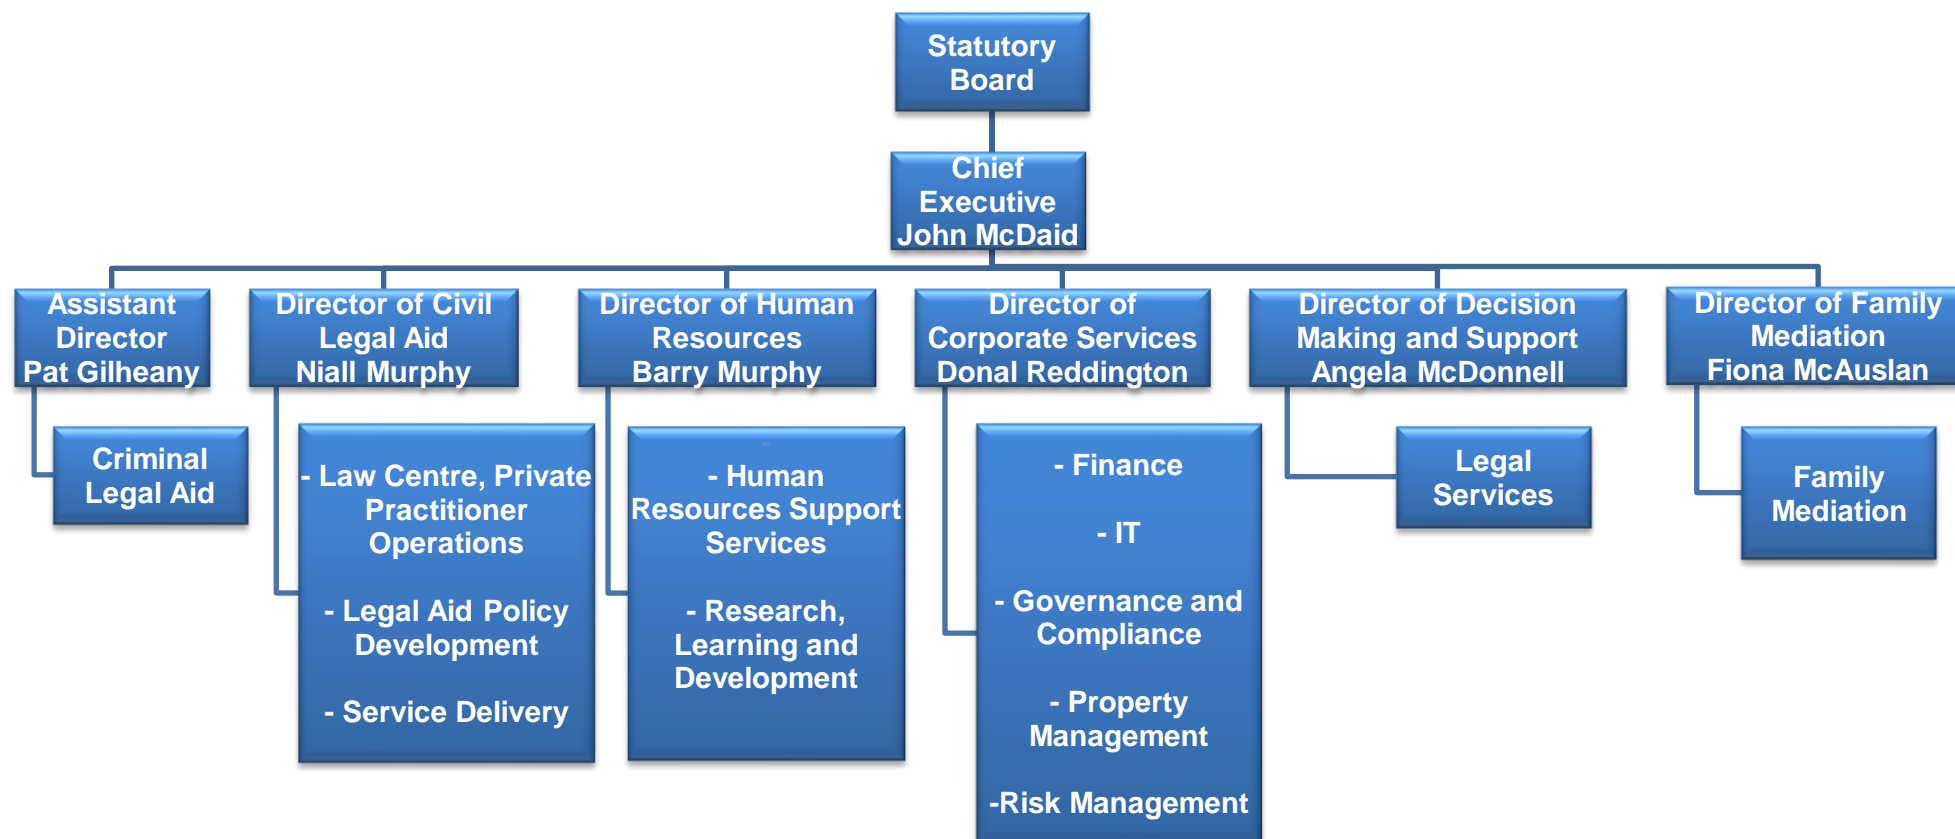 Statutory
Board
Chief
Executive
John McDaid
Assistant
Director
Pat Gilheany
Director of Civil
Legal Aid
Niall Murphy
Director of Human
Resources
Barry Murphy
Director of
Corporate Services
Donal Reddington
Director of Decision
Making and Support
Angela McDonnell
Director of Family
Mediation
Fiona McAuslan
Criminal
Legal Aid
- Law Centre, Private
Practitioner
Operations
- Legal Aid Policy
Development
- Service Delivery
-
- Human
Resources Support
Services
- Research,
Learning and
Development
- Finance
- IT
- Governance and
Compliance
- Property
Management
-Risk Management
Legal
Services
Family
Mediation